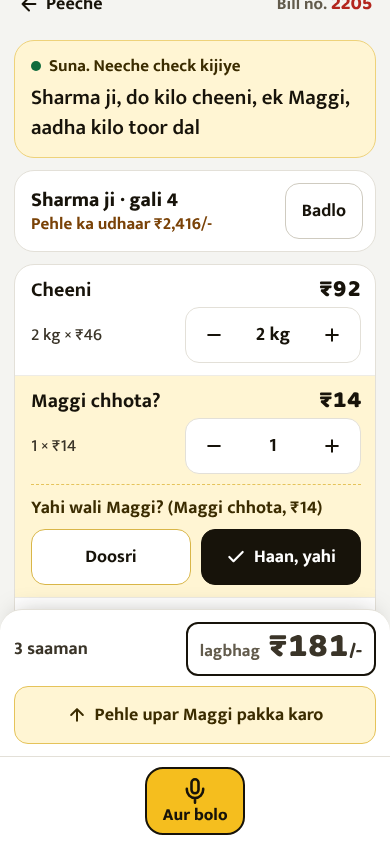 Peeche
Bill no. 2205
Suna. Neeche check kijiye
Sharma ji, do kilo cheeni, ek Maggi,
aadha kilo toor dal
Sharma ji · gali 4
Pehle ka udhaar ₹2,416/-
Badlo
Cheeni
₹92
2 kg × ₹46
2 kg
Maggi chhota?
₹14
1 × ₹14
1
Yahi wali Maggi? (Maggi chhota, ₹14)
Doosri
Haan, yahi
3 saaman
lagbhag ₹181/-
Pehle upar Maggi pakka karo
Aur bolo